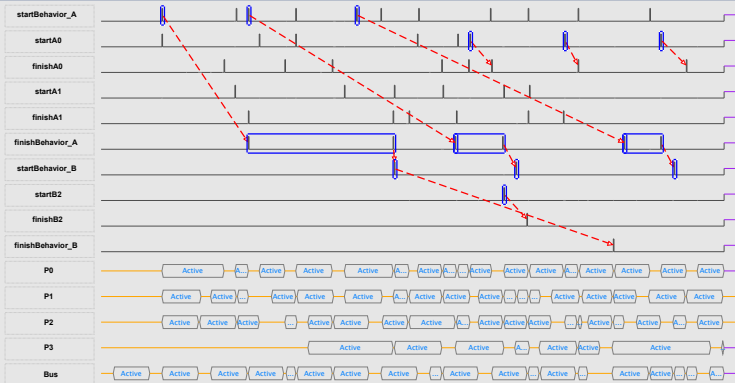 startBehavior_A
startA0
finishA0
startA1
finishA1
finishBehavior_A
startBehavior_B
startB2
finishB2
finishBehavior_B
P0 Active A... Active Active Active A... Active A... ... Active Active Active A... Active Active Active Active
P1 Active Active ... Active Active Active A... Active Active Active ... ... ... Active Active ... Active Active Active
P2 Active Active Active ... Active Active Active Active A... Active Active Active ... Active ... Active A... Active
P3 Active Active Active A... Active Active Active
Bus Active Active Active Active ... Active Active Active ... Active Active ... Active ... Active Active ... ... A...